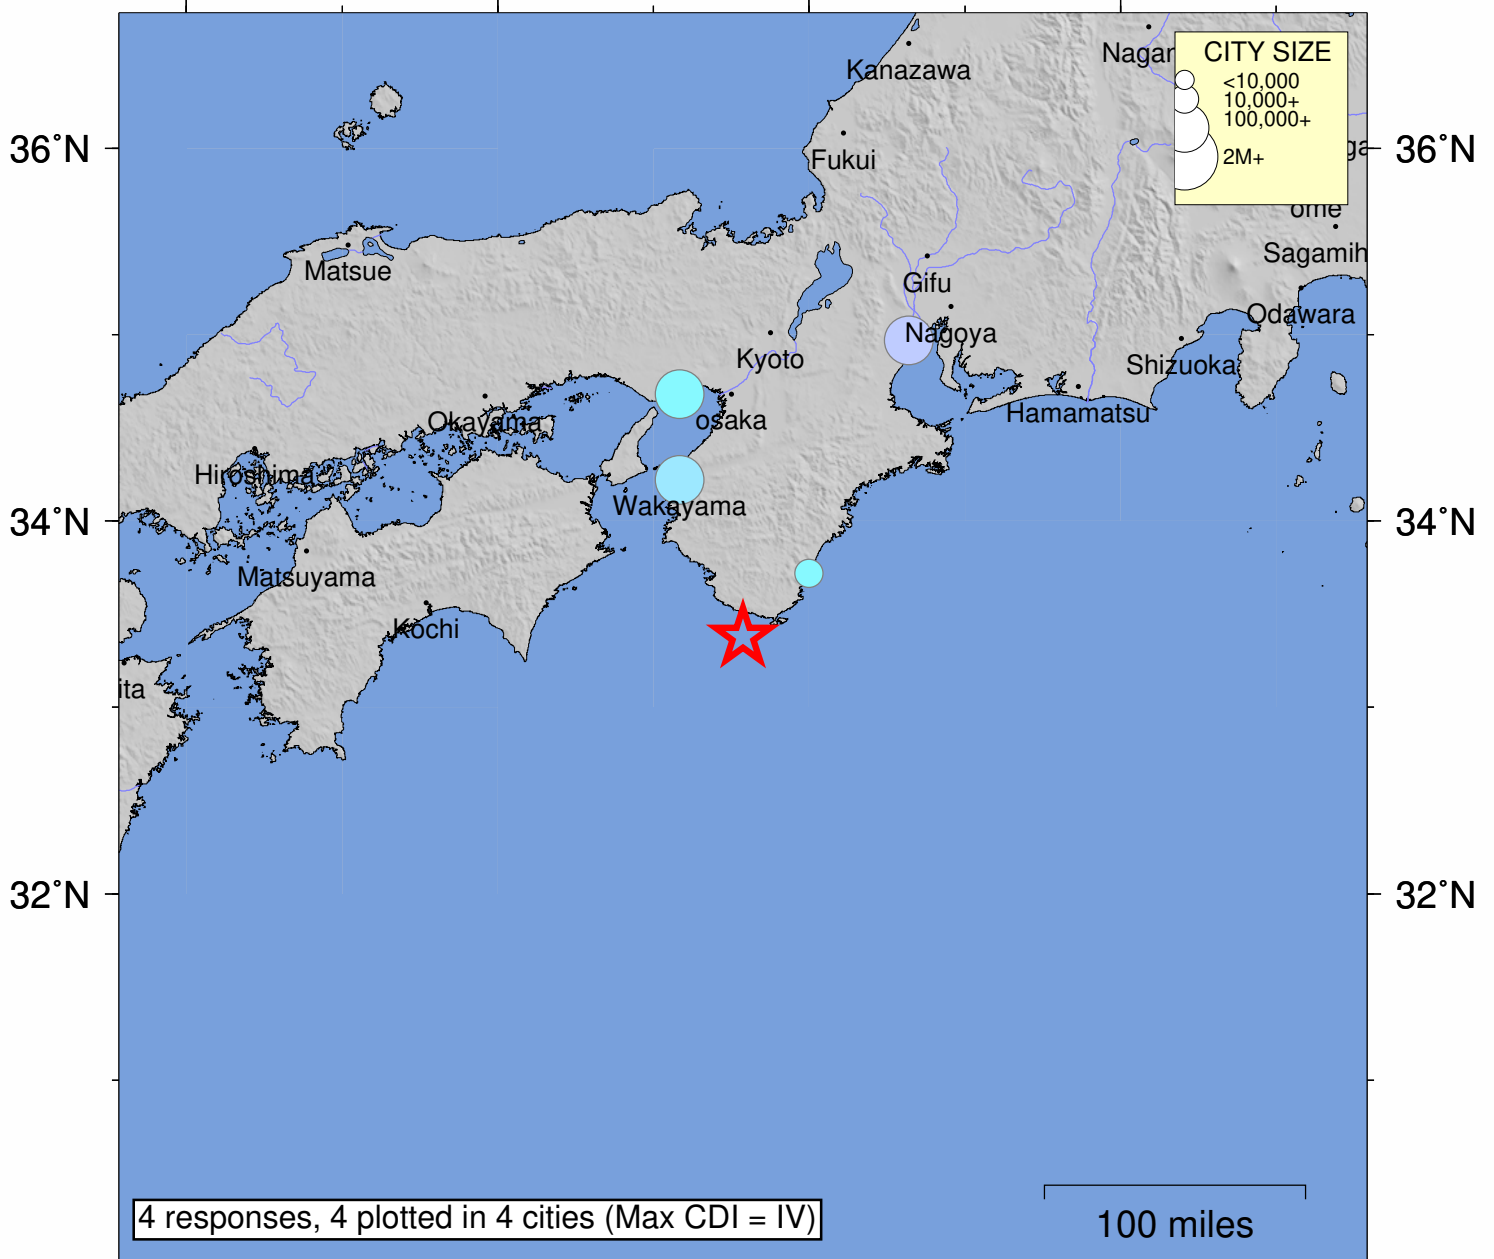 Kanazawa
Nagar
CITY SIZE
<10,000
10,000+
100,000+
2M+
36˚N
36˚N
Fukui
ga
ome
Sagamih
Matsue
Gifu
Odawara
Nagoya
Kyoto
Shizuoka
Okayama
osaka
Hamamatsu
Hiroshima
Wakayama
34˚N
34˚N
Matsuyama
Kochi
ita
32˚N
32˚N
4 responses, 4 plotted in 4 cities (Max CDI = IV)
100 miles